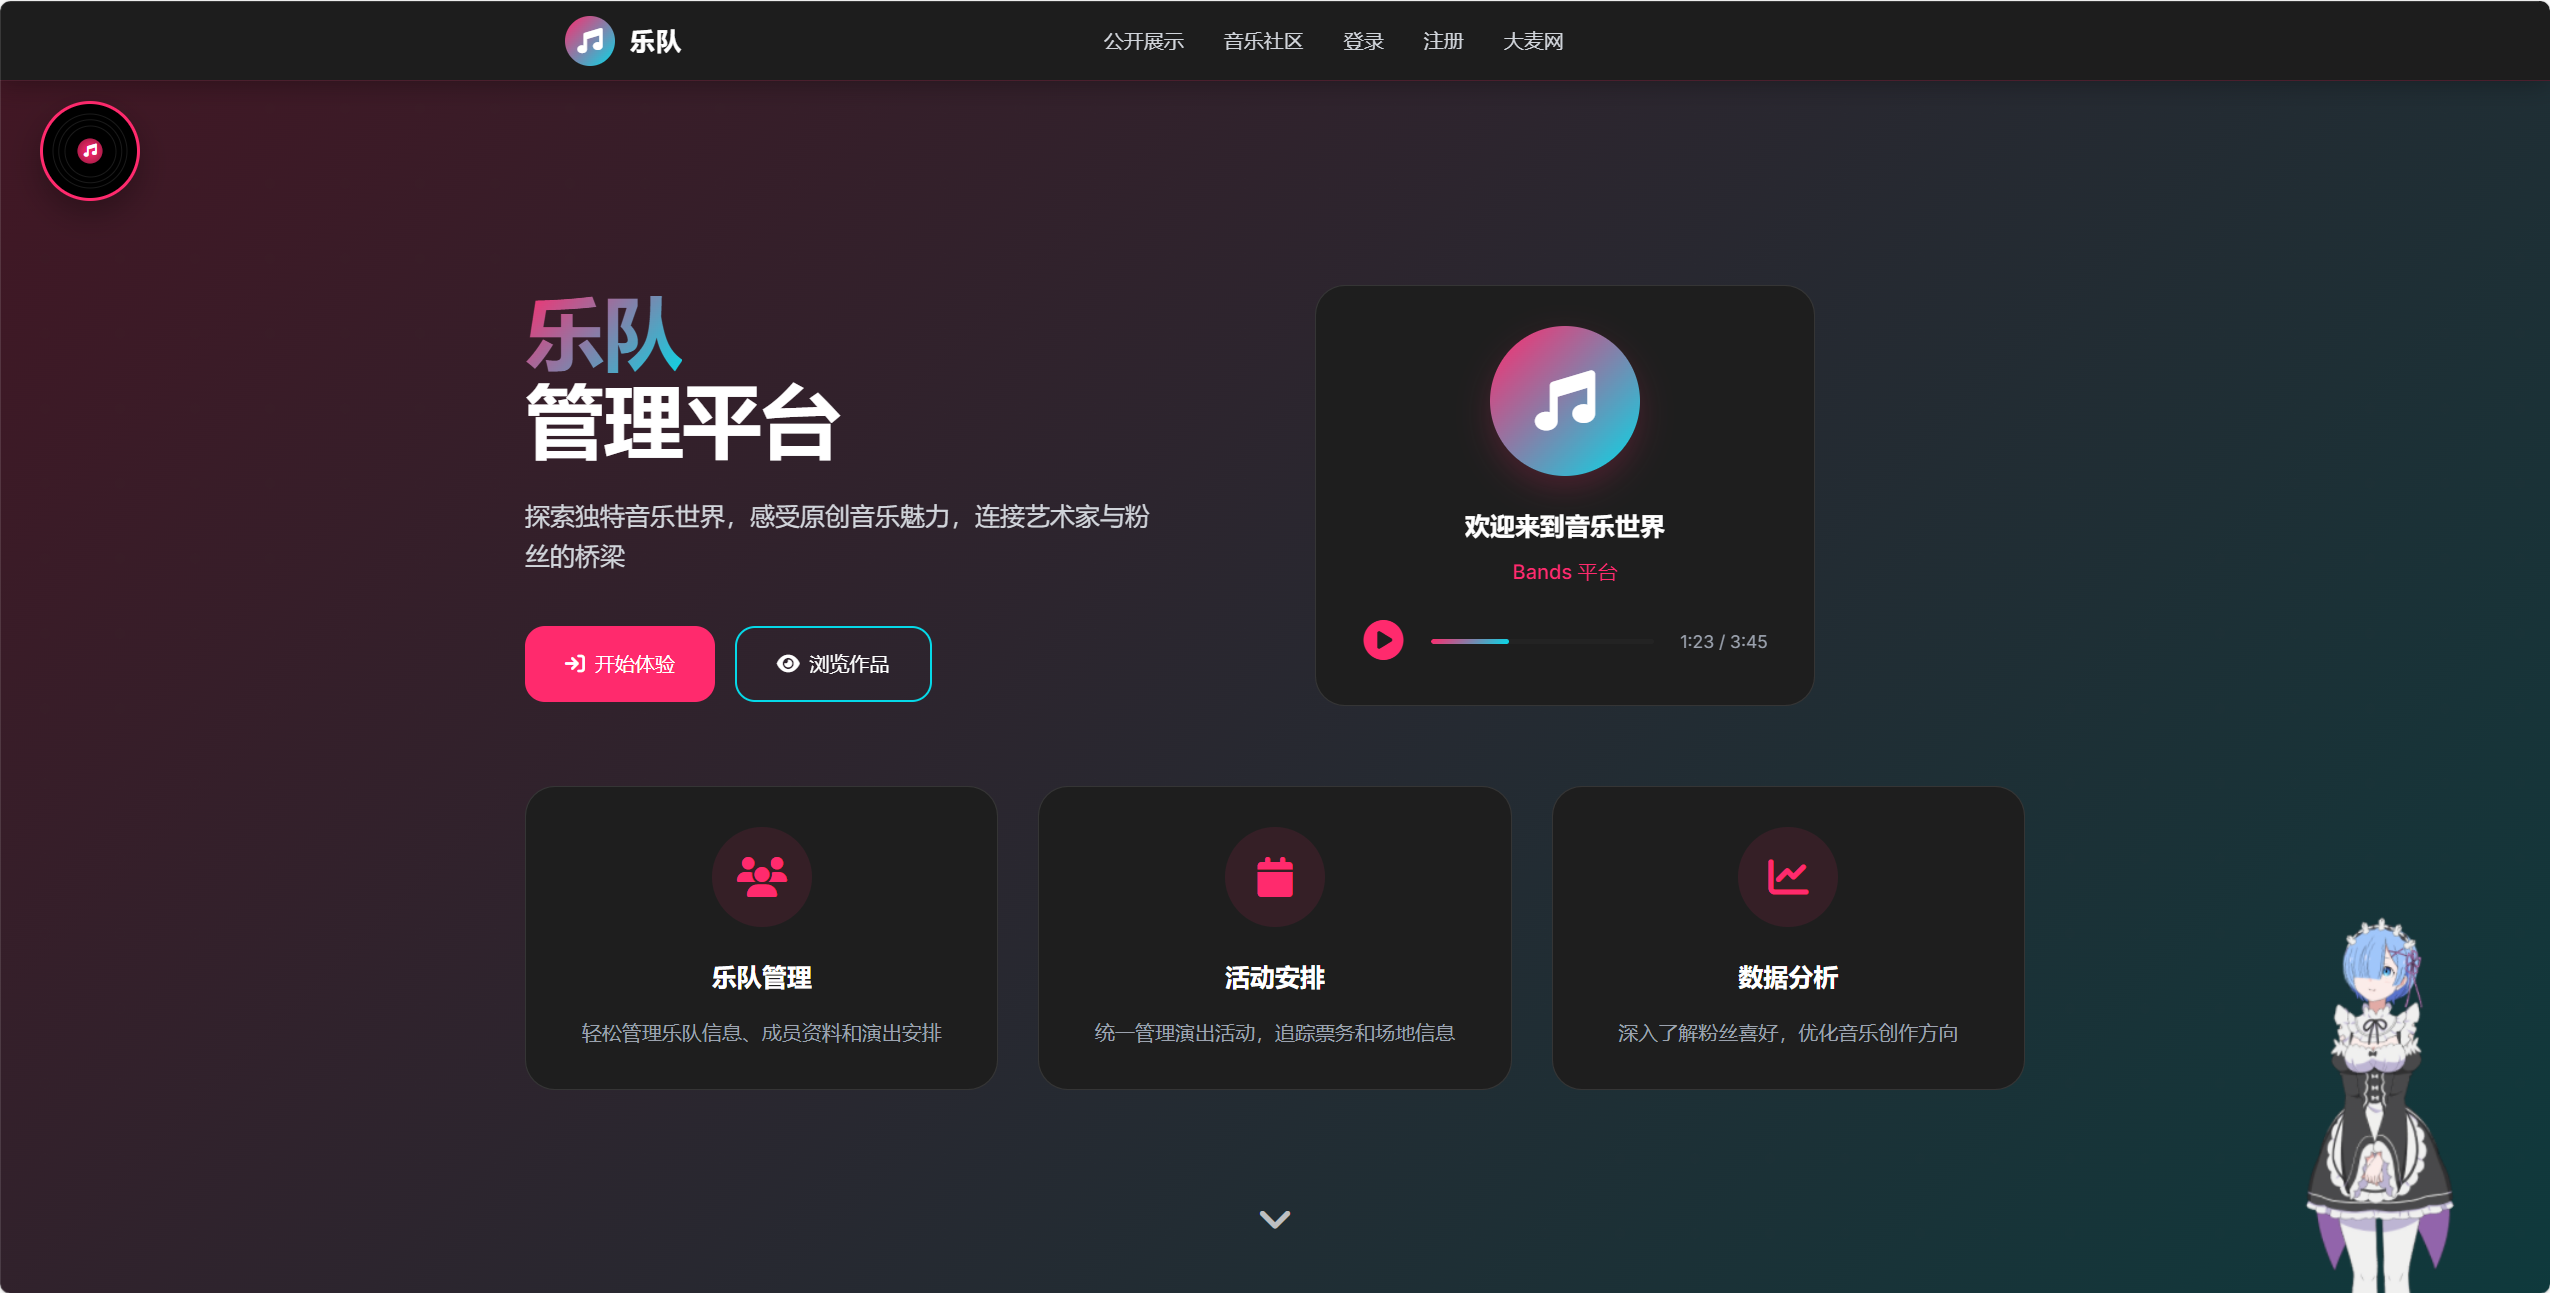 乐队
公开展示
音乐社区
登录
注册
大麦网
乐队
管理平台
探索独特音乐世界，感受原创音乐魅力，连接艺术家与粉
丝的桥梁
开始体验
浏览作品
欢迎来到音乐世界
Bands 平台
1:23 / 3:45
乐队管理
轻松管理乐队信息、成员资料和演出安排
活动安排
统一管理演出活动，追踪票务和场地信息
数据分析
深入了解粉丝喜好，优化音乐创作方向